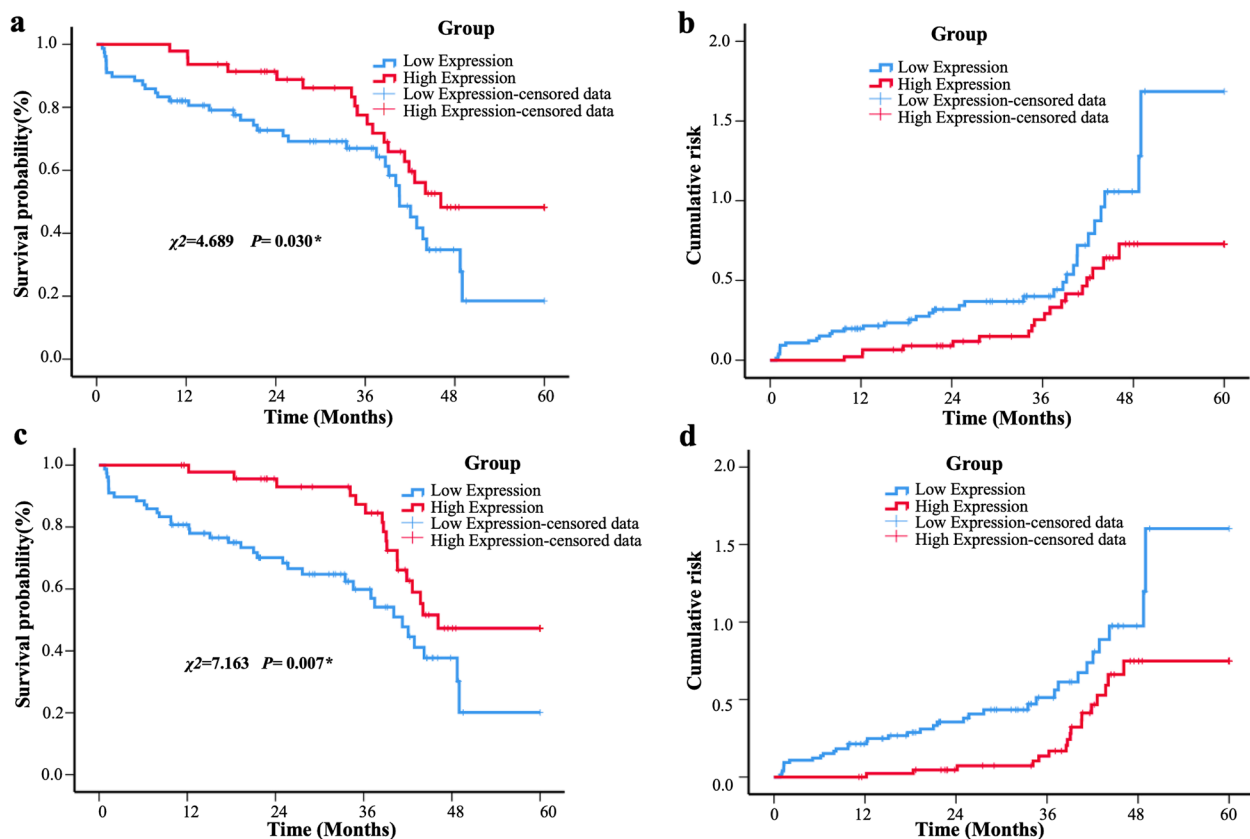 a
Group
Low Expression
High Expression
Low Expression-censored data
High Expression-censored data
Survival probability(%)
1.0
0.8
0.6
0.4
0.2
0.0
χ2=4.689 P= 0.030*
0 12 24 36 48 60
Time (Months)
b
Group
Low Expression
High Expression
Low Expression-censored data
High Expression-censored data
Cumulative risk
2.0
1.5
1.0
0.5
0.0
0 12 24 36 48 60
Time (Months)
c
Group
Low Expression
High Expression
Low Expression-censored data
High Expression-censored data
Survival probability(%)
1.0
0.8
0.6
0.4
0.2
0.0
χ2=7.163 P= 0.007*
0 12 24 36 48 60
Time (Months)
d
Group
Low Expression
High Expression
Low Expression-censored data
High Expression-censored data
Cumulative risk
2.0
1.5
1.0
0.5
0.0
0 12 24 36 48 60
Time (Months)